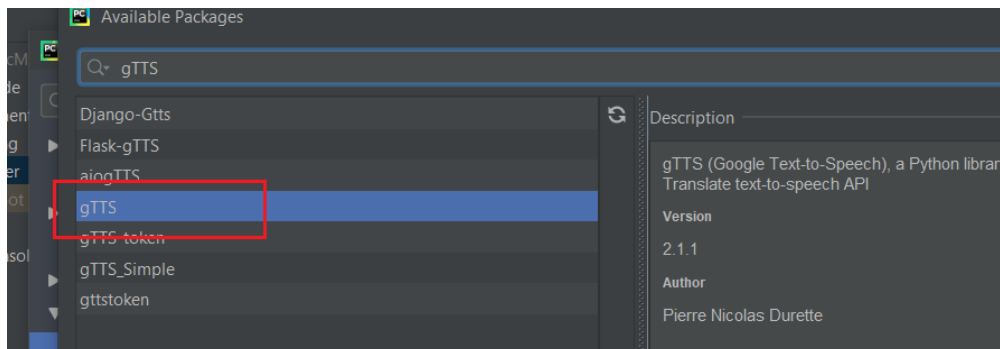 Available Packages
gTTS
Django-Gtts
Flask-gTTS
aiogTTS
gTTS
gTTS-token
gTTS_Simple
gttstoken
Description
gTTS (Google Text-to-Speech), a Python librar
Translate text-to-speech API
Version
2.1.1
Author
Pierre Nicolas Durette